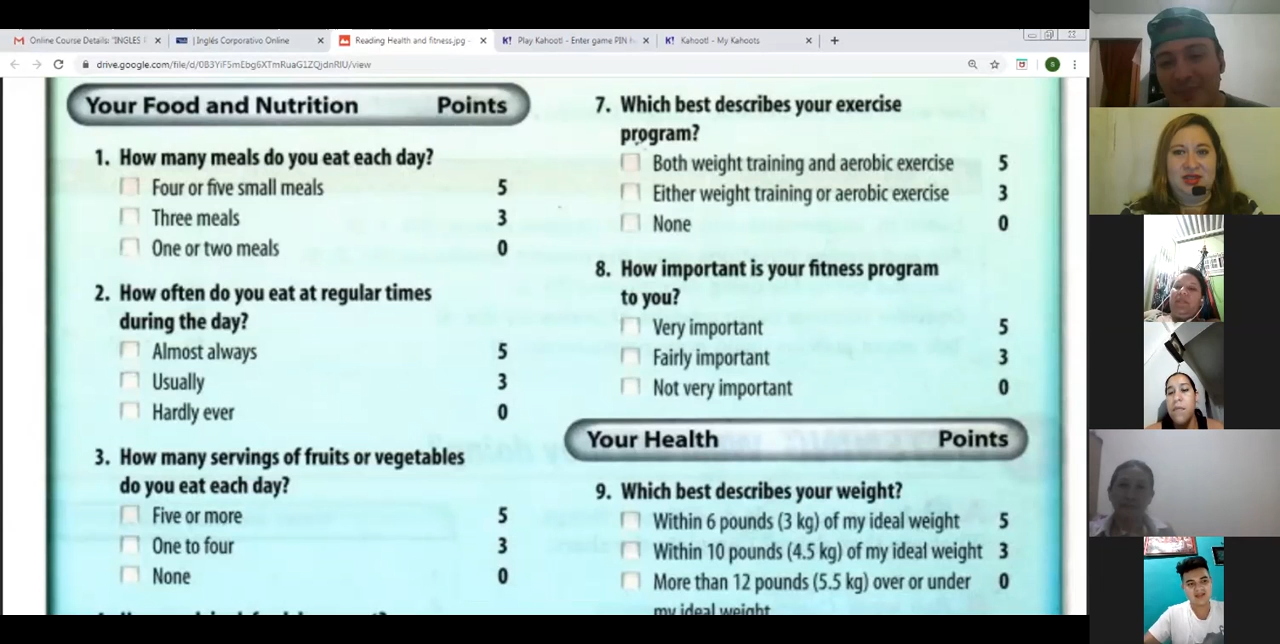 Online Course Details: "INGLES
Inglés Corporativo Online
Reading Health and fitness.jpg -
Play Kahoot! - Enter game PIN
Kahoot! - My Kahoots
drive.google.com/file/d/0B3YiF5mEbg6XTmRuaG1ZQjdnRlU/view
S
Your Food and Nutrition Points
1. How many meals do you eat each day?
Four or five small meals 5
Three meals 3
One or two meals 0
2. How often do you eat at regular times
during the day?
Almost always 5
Usually 3
Hardly ever 0
3. How many servings of fruits or vegetables
do you eat each day?
Five or more 5
One to four 3
None 0
7. Which best describes your exercise
program?
Both weight training and aerobic exercise 5
Either weight training or aerobic exercise 3
None 0
8. How important is your fitness program
to you?
Very important 5
Fairly important 3
Not very important 0
Your Health Points
9. Which best describes your weight?
Within 6 pounds (3 kg) of my ideal weight 5
Within 10 pounds (4.5 kg) of my ideal weight 3
More than 12 pounds (5.5 kg) over or under 0
my ideal weight